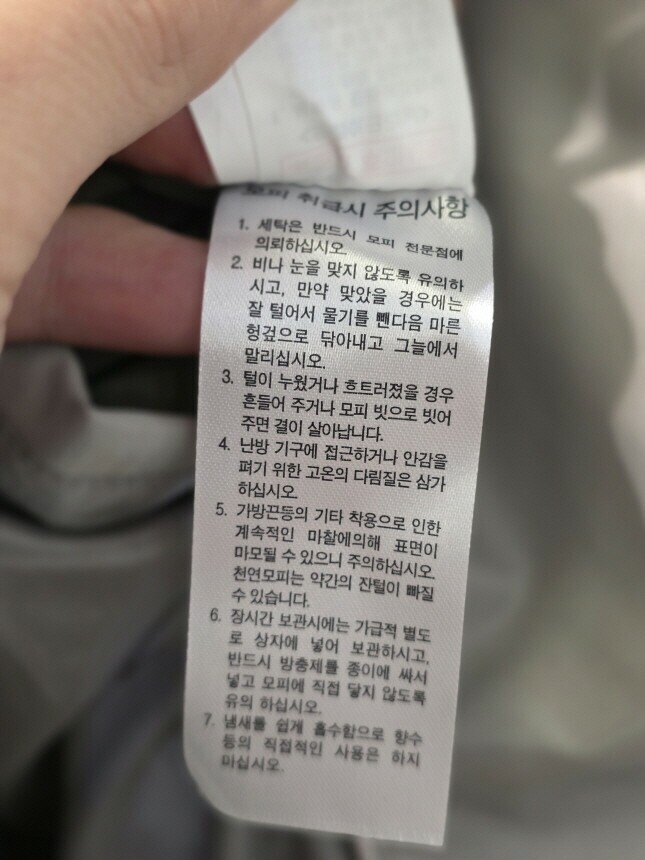 모피 취급시 주의사항
1. 세탁은 반드시 모피 전문점에
의뢰하십시오.
2. 비나 눈을 맞지 않도록 유의하
시고, 만약 맞았을 경우에는
잘 털어서 물기를 뺀다음 마른
헝겊으로 닦아내고 그늘에서
말리십시오.
3. 털이 누웠거나 흐트러졌을 경우
흔들어 주거나 모피 빗으로 빗어
주면 결이 살아납니다.
4. 난방 기구에 접근하거나 안감을
펴기 위한 고온의 다림질은 삼가
하십시오.
5. 가방끈등의 기타 착용으로 인한
계속적인 마찰에의해 표면이
마모될 수 있으니 주의하십시오.
천연모피는 약간의 잔털이 빠질
수 있습니다.
6. 장시간 보관시에는 가급적 별도
로 상자에 넣어 보관하시고,
반드시 방충제를 종이에 싸서
넣고 모피에 직접 닿지 않도록
유의 하십시오.
7. 냄새를 쉽게 흡수함으로 향수
등의 직접적인 사용은 하지
마십시오.